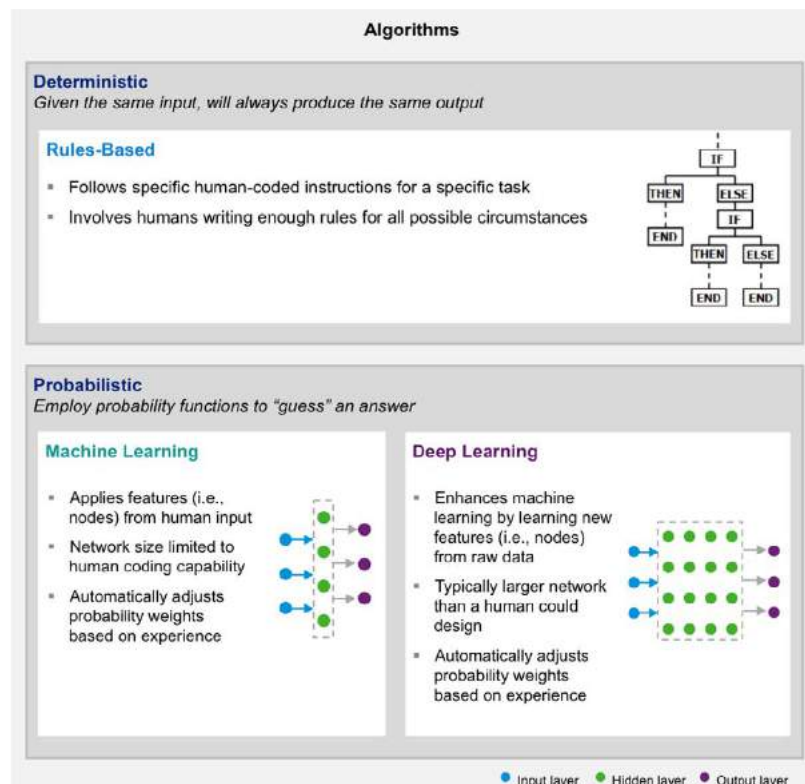 Algorithms
Deterministic
Given the same input, will always produce the same output
Rules-Based
▪ Follows specific human-coded instructions for a specific task
▪ Involves humans writing enough rules for all possible circumstances
IF
THEN ELSE
IF
END
THEN ELSE
END END
Probabilistic
Employ probability functions to “guess” an answer
Machine Learning
▪ Applies features (i.e.,
nodes) from human input
▪ Network size limited to
human coding capability
▪ Automatically adjusts
probability weights
based on experience
Deep Learning
▪ Enhances machine
learning by learning new
features (i.e., nodes)
from raw data
▪ Typically larger network
than a human could
design
▪ Automatically adjusts
probability weights
based on experience
Input layer Hidden layer Output layer